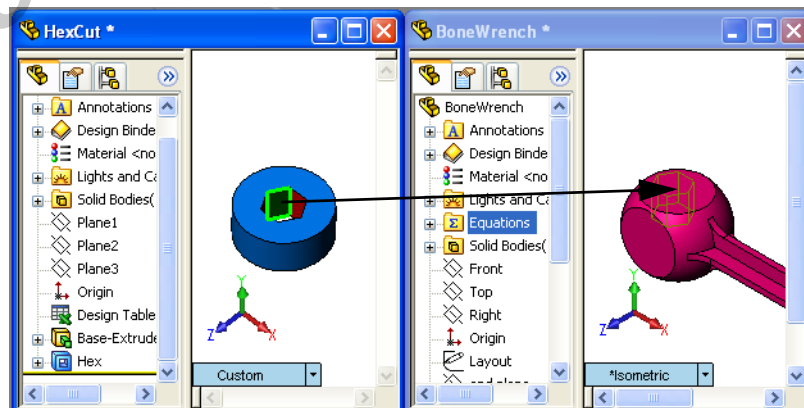 HexCut *
Annotations
Design Binde
Material <no
Lights and Ca
Solid Bodies(
Plane1
Plane2
Plane3
Origin
Design Table
Base-Extrude
Hex
Y
Z
X
Custom
BoneWrench *
BoneWrench
Annotations
Design Binde
Material <no
Lights and Ca
Equations
Solid Bodies(
Front
Top
Right
Origin
Layout
Y
Z
X
*Isometric